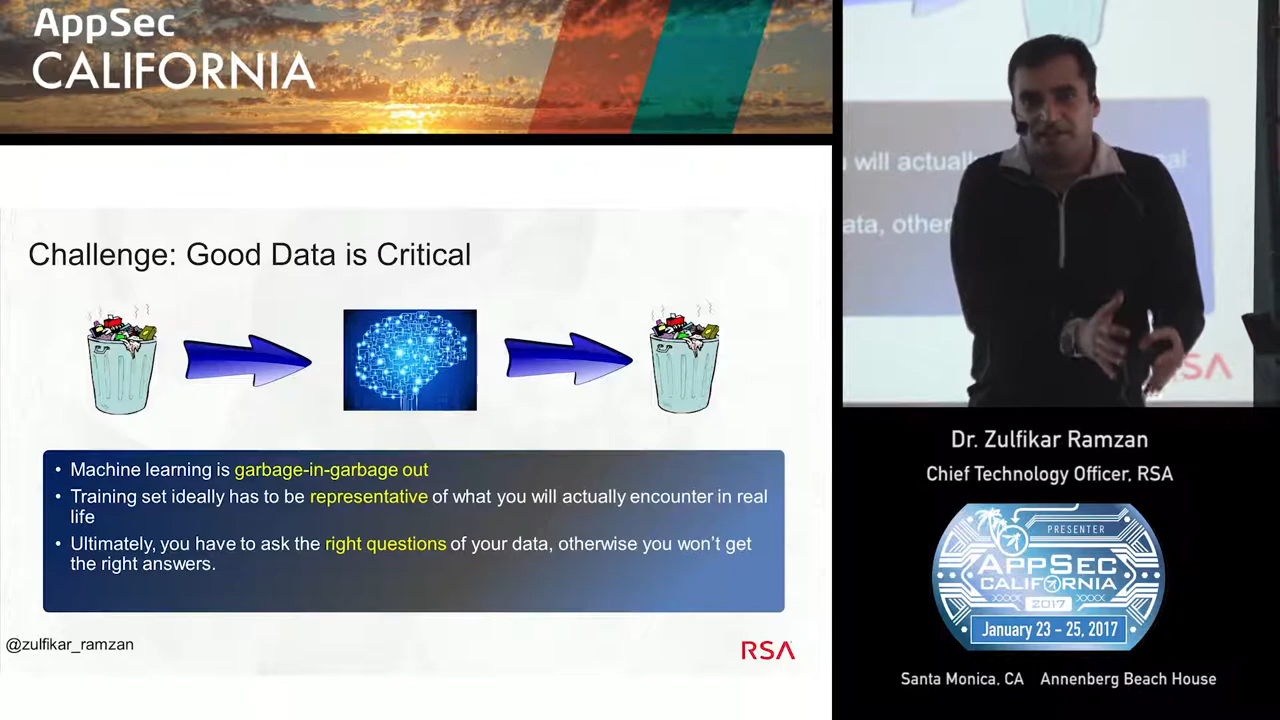 AppSec
CALIFORNIA
Challenge: Good Data is Critical
• Machine learning is garbage-in-garbage out
• Training set ideally has to be representative of what you will actually encounter in real
life
• Ultimately, you have to ask the right questions of your data, otherwise you won't get
the right answers.
@zulfikar_ramzan
RSA
will actually
al
ata, other
SA
Dr. Zulfikar Ramzan
Chief Technology Officer, RSA
PRESENTER
APPSEC
CALIFORNIA
2017
January 23 - 25, 2017
Santa Monica, CA Annenberg Beach House